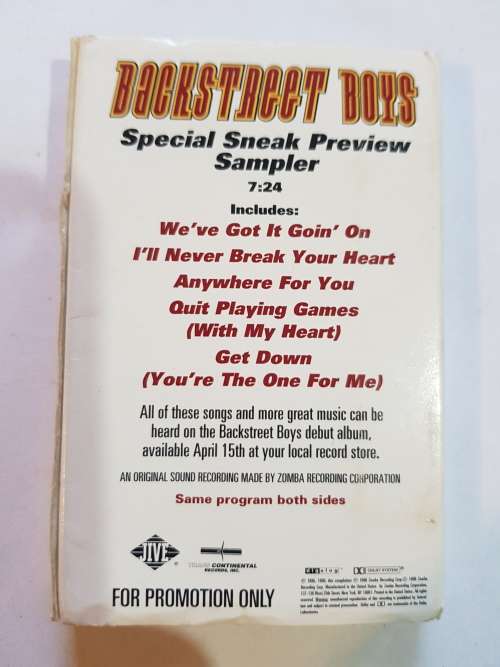 BACKSTREET BOYS
Special Sneak Preview
Sampler
7:24
Includes:
We've Got It Goin' On
I'll Never Break Your Heart
Anywhere For You
Quit Playing Games
(With My Heart)
Get Down
(You're The One For Me)
All of these songs and more great music can be
heard on the Backstreet Boys debut album,
available April 15th at your local record store.
AN ORIGINAL SOUND RECORDING MADE BY ZOMBA RECORDING CORPORATION
Same program both sides
JIVE
TRANS CONTINENTAL
RECORDS, INC.
DOLBY SYSTEM
FOR PROMOTION ONLY